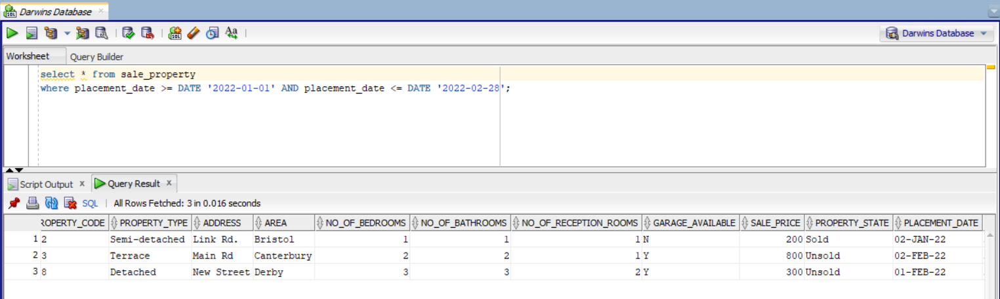 Darwins Database
Darwins Database
Worksheet Query Builder
select * from sale_property
where placement_date >= DATE '2022-01-01' AND placement_date <= DATE '2022-02-28';
Script Output x Query Result x
SQL All Rows Fetched: 3 in 0.016 seconds
ROPERTY_CODE PROPERTY_TYPE ADDRESS AREA NO_OF_BEDROOMS NO_OF_BATHROOMS NO_OF_RECEPTION_ROOMS GARAGE_AVAILABLE SALE_PRICE PROPERTY_STATE PLACEMENT_DATE
1 2 Semi-detached Link Rd. Bristol 1 1 1 N 200 Sold 02-JAN-22
2 3 Terrace Main Rd Canterbury 2 2 1 Y 800 Unsold 02-FEB-22
3 8 Detached New Street Derby 3 3 2 Y 300 Unsold 01-FEB-22